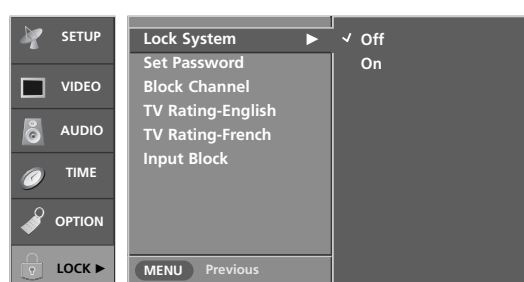 SETUP
VIDEO
AUDIO
TIME
OPTION
LOCK ►
Lock System ►
Set Password
Block Channel
TV Rating-English
TV Rating-French
Input Block
MENU Previous
✓ Off
On